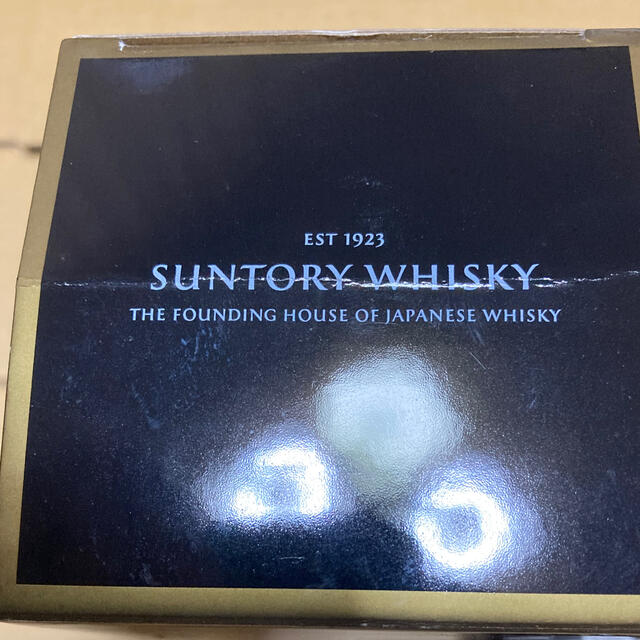 EST 1923
SUNTORY WHISKY
THE FOUNDING HOUSE OF JAPANESE WHISKY